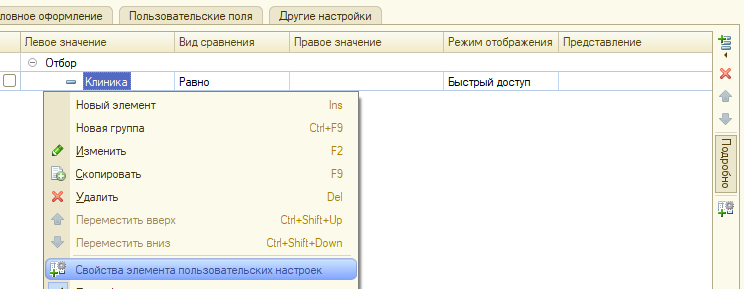 ловное оформление Пользовательские поля Другие настройки
Левое значение Вид сравнения Правое значение Режим отображения Представление
Отбор
Клиника Равно Быстрый доступ
Новый элемент Ins
Новая группа Ctrl+F9
Изменить F2
Скопировать F9
Удалить Del
Переместить вверх Ctrl+Shift+Up
Переместить вниз Ctrl+Shift+Down
Свойства элемента пользовательских настроек
Подробно